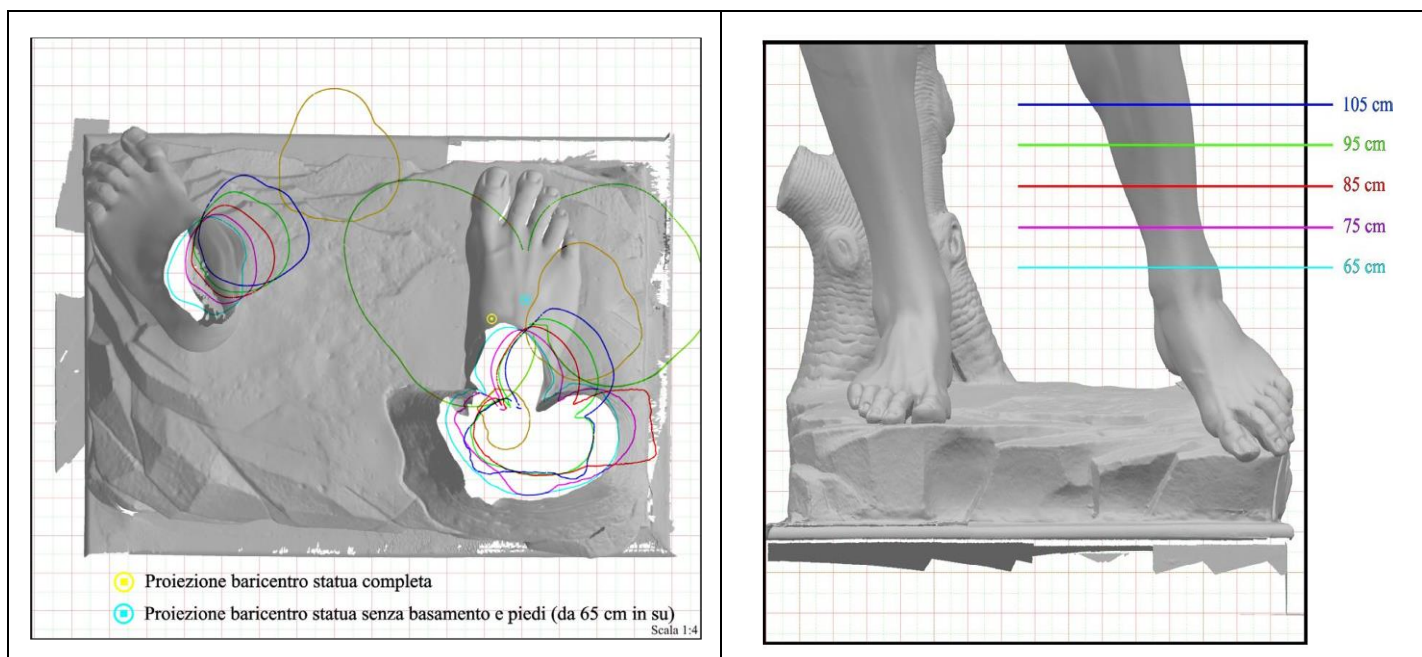 Proiezione baricentro statua completa
Proiezione baricentro statua senza basamento e piedi (da 65 cm in su)
Scala 1:4
105 cm
95 cm
85 cm
75 cm
65 cm